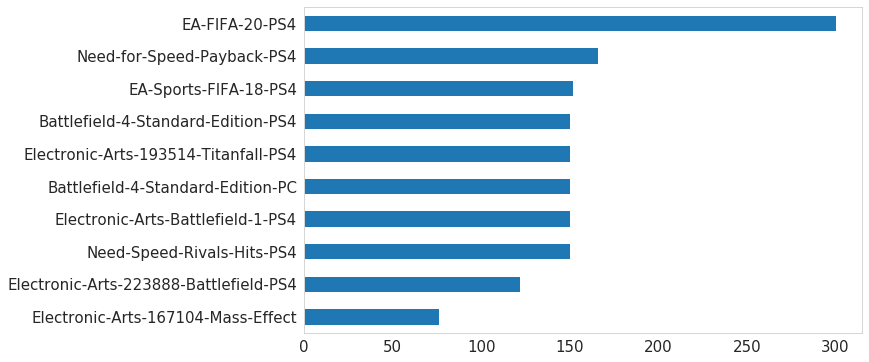 EA-FIFA-20-PS4
Need-for-Speed-Payback-PS4
EA-Sports-FIFA-18-PS4
Battlefield-4-Standard-Edition-PS4
Electronic-Arts-193514-Titanfall-PS4
Battlefield-4-Standard-Edition-PC
Electronic-Arts-Battlefield-1-PS4
Need-Speed-Rivals-Hits-PS4
Electronic-Arts-223888-Battlefield-PS4
Electronic-Arts-167104-Mass-Effect
0 50 100 150 200 250 300